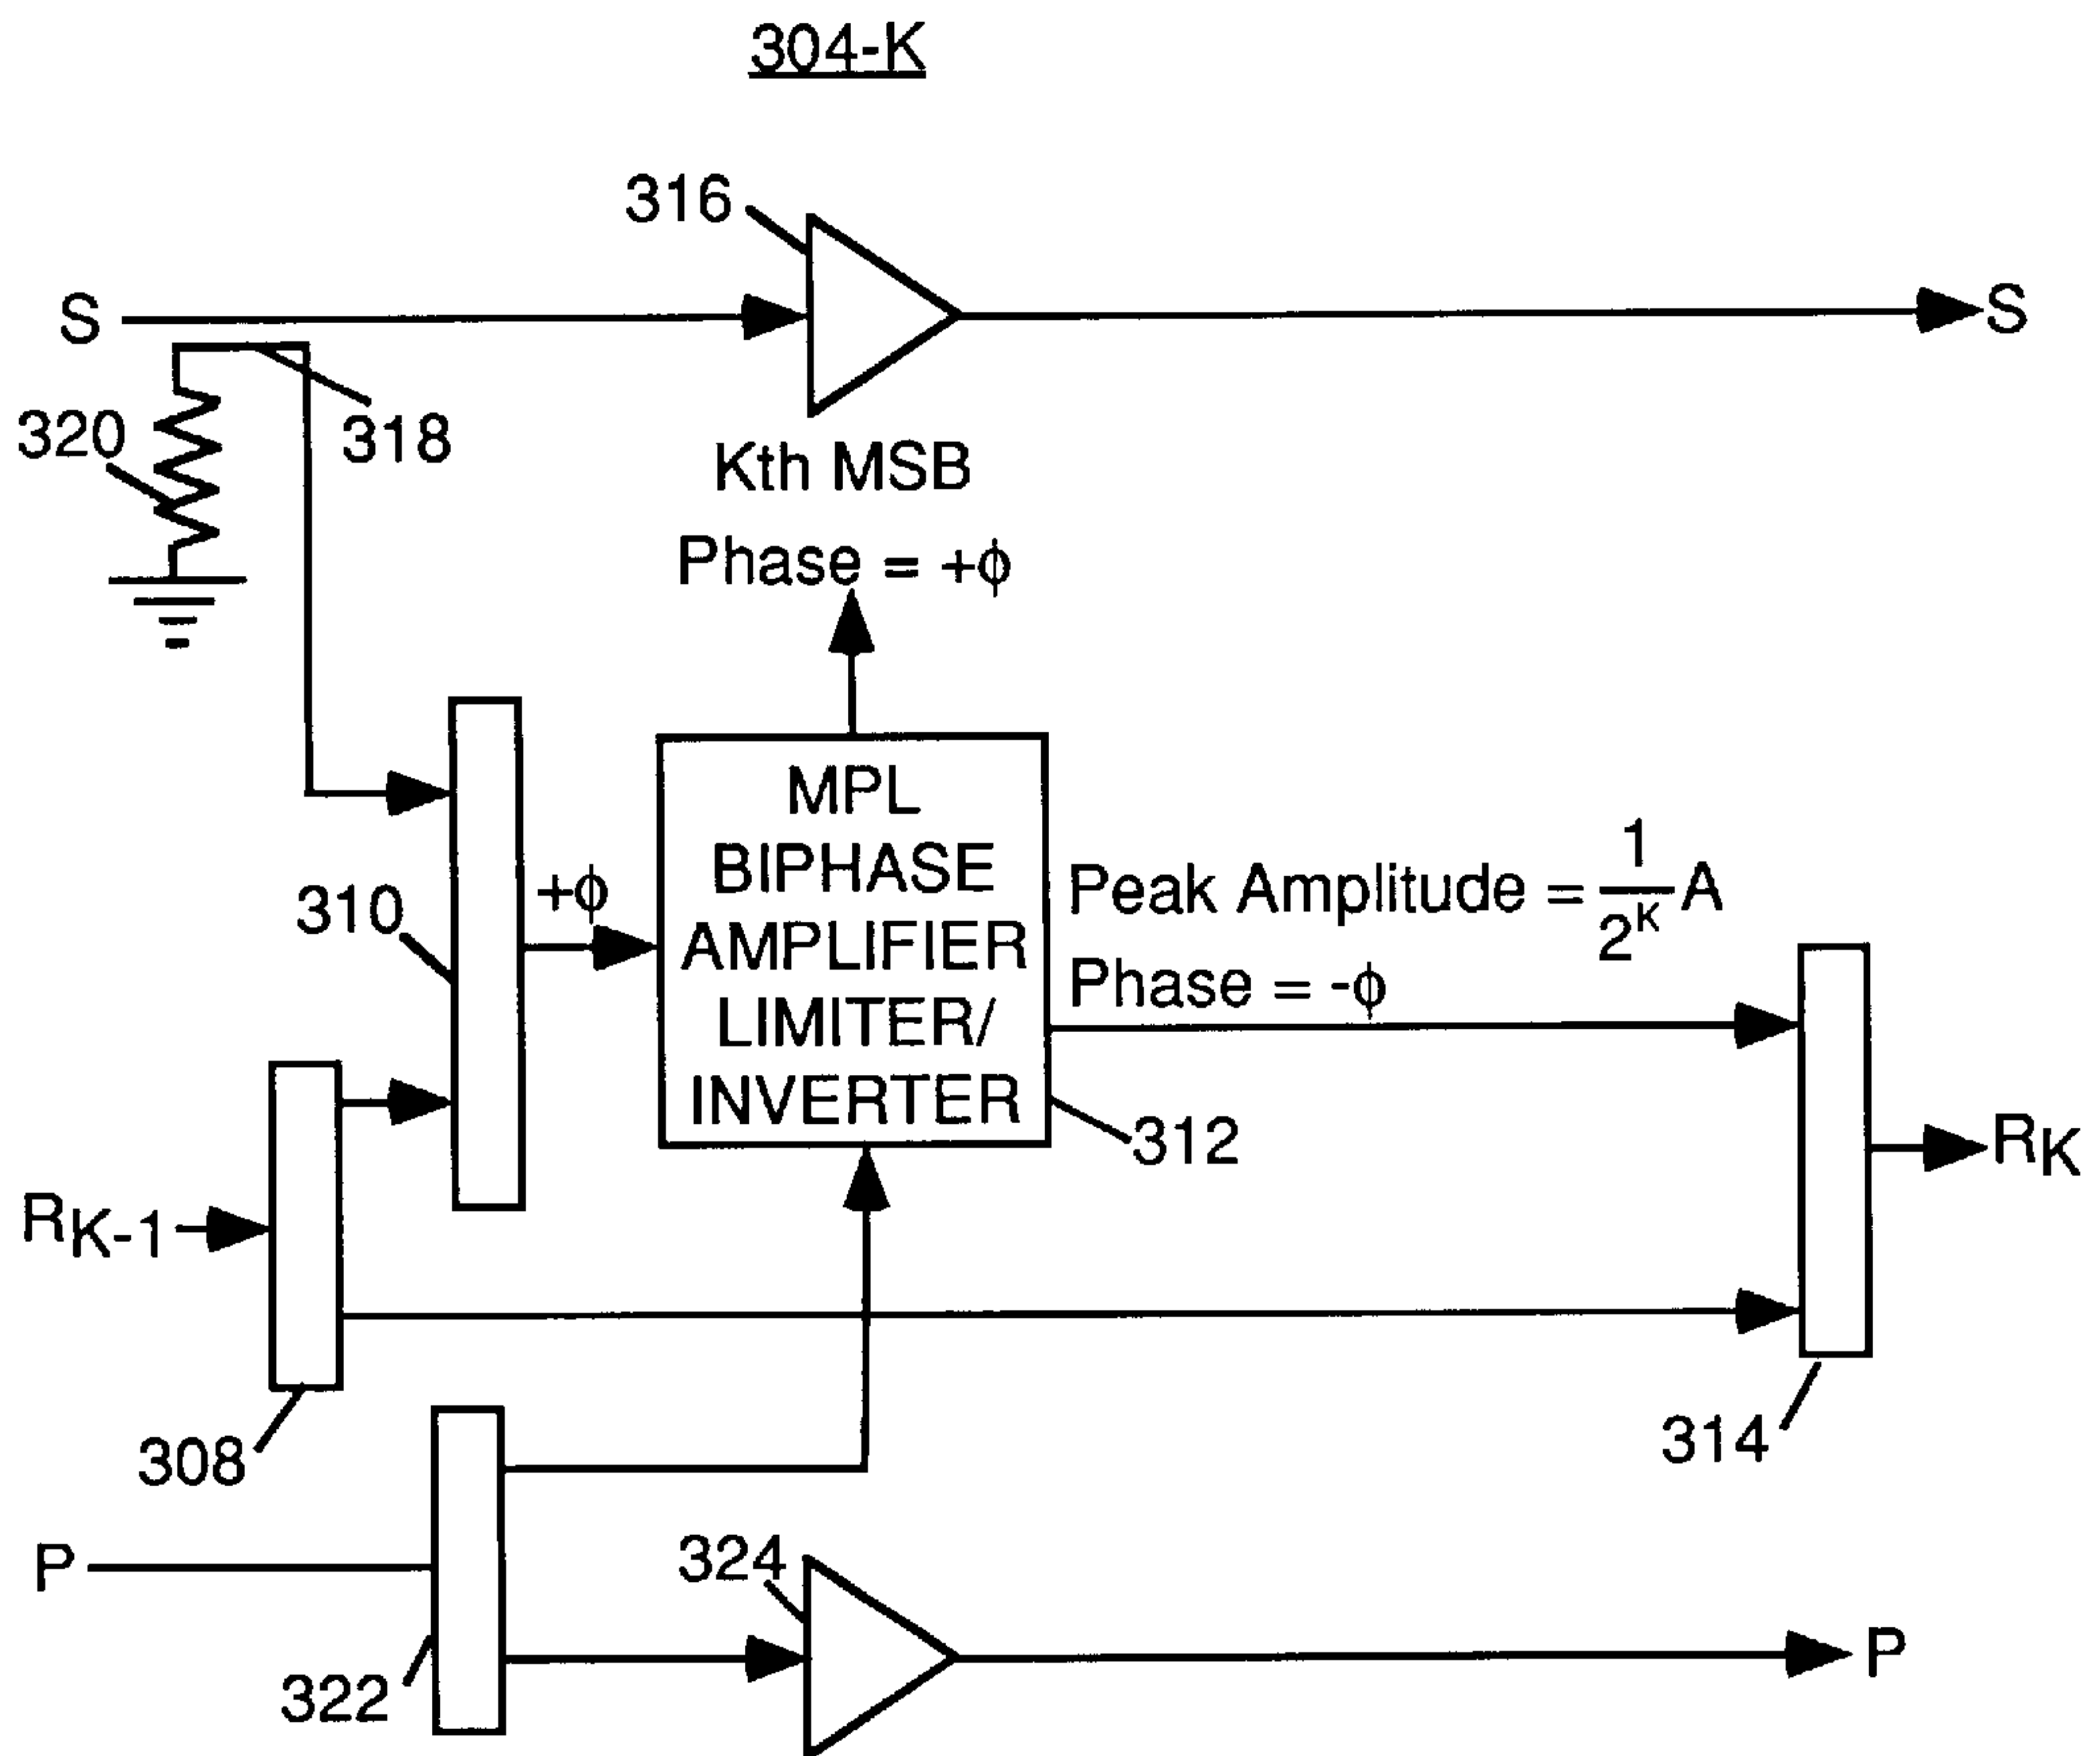 304-K
316
S
S
320
318
Kth MSB
Phase = +ϕ
310
+ϕ
MPL
BIPHASE
AMPLIFIER
LIMITER/
INVERTER
Peak Amplitude = 1/2^K A
Phase = -ϕ
312
RK-1
RK
308
314
P
324
322
P